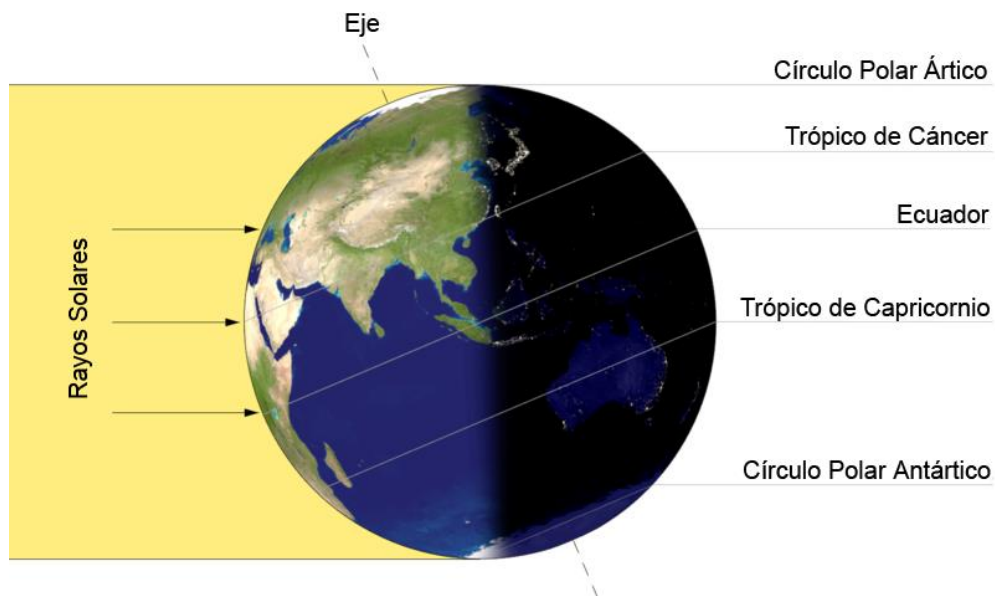 Eje
Círculo Polar Ártico
Trópico de Cáncer
Ecuador
Rayos Solares
Trópico de Capricornio
Círculo Polar Antártico